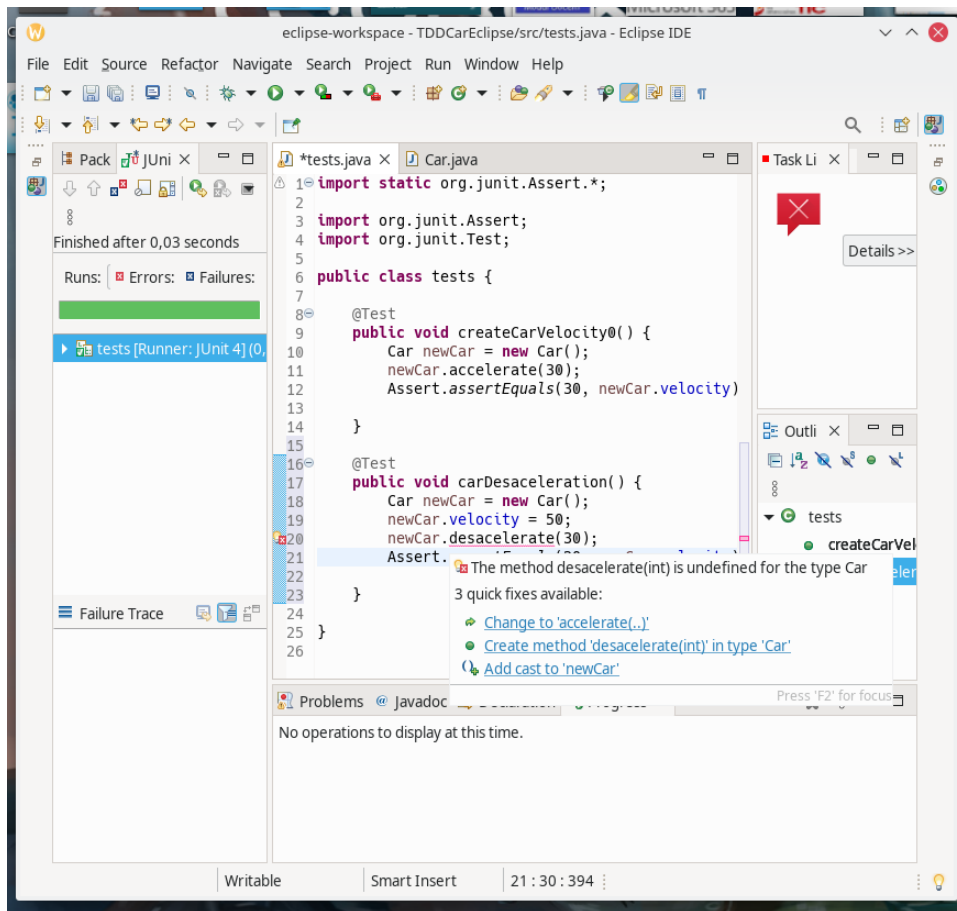 eclipse-workspace - TDDCarEclipse/src/tests.java - Eclipse IDE
File Edit Source Refactor Navigate Search Project Run Window Help
Pack JUni
*tests.java Car.java
Task Li
Finished after 0,03 seconds
Runs: Errors: Failures:
tests [Runner: JUnit 4] (0,
Failure Trace
1 import static org.junit.Assert.*;
2
3 import org.junit.Assert;
4 import org.junit.Test;
5
6 public class tests {
7
8 @Test
9 public void createCarVelocity0() {
10 Car newCar = new Car();
11 newCar.accelerate(30);
12 Assert.assertEquals(30, newCar.velocity)
13
14 }
15
16 @Test
17 public void carDesaceleration() {
18 Car newCar = new Car();
19 newCar.velocity = 50;
20 newCar.desacelerate(30);
21 Assert.
22
23 }
24
25 }
26
The method desacelerate(int) is undefined for the type Car
3 quick fixes available:
Change to 'accelerate(..)'
Create method 'desacelerate(int)' in type 'Car'
Add cast to 'newCar'
Press 'F2' for focus
Details >>
Outli
tests
createCarVel
eler
Problems @ Javadoc
No operations to display at this time.
Writable Smart Insert 21 : 30 : 394